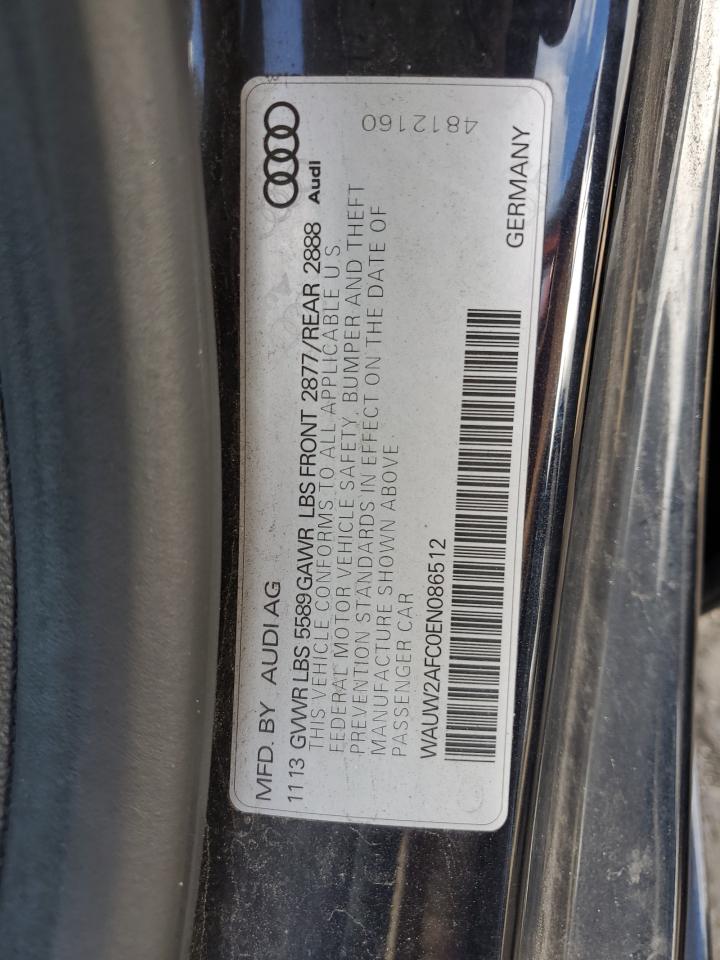 MFD. BY AUDI AG
11 13 GVWR LBS 5589 GAWR LBS FRONT 2877/REAR 2888
THIS VEHICLE CONFORMS TO ALL APPLICABLE U.S.
FEDERAL MOTOR VEHICLE SAFETY, BUMPER AND THEFT
PREVENTION STANDARDS IN EFFECT ON THE DATE OF
MANUFACTURE SHOWN ABOVE.
PASSENGER CAR
WAUW2AFC0EN086512
Audi
4812160
GERMANY